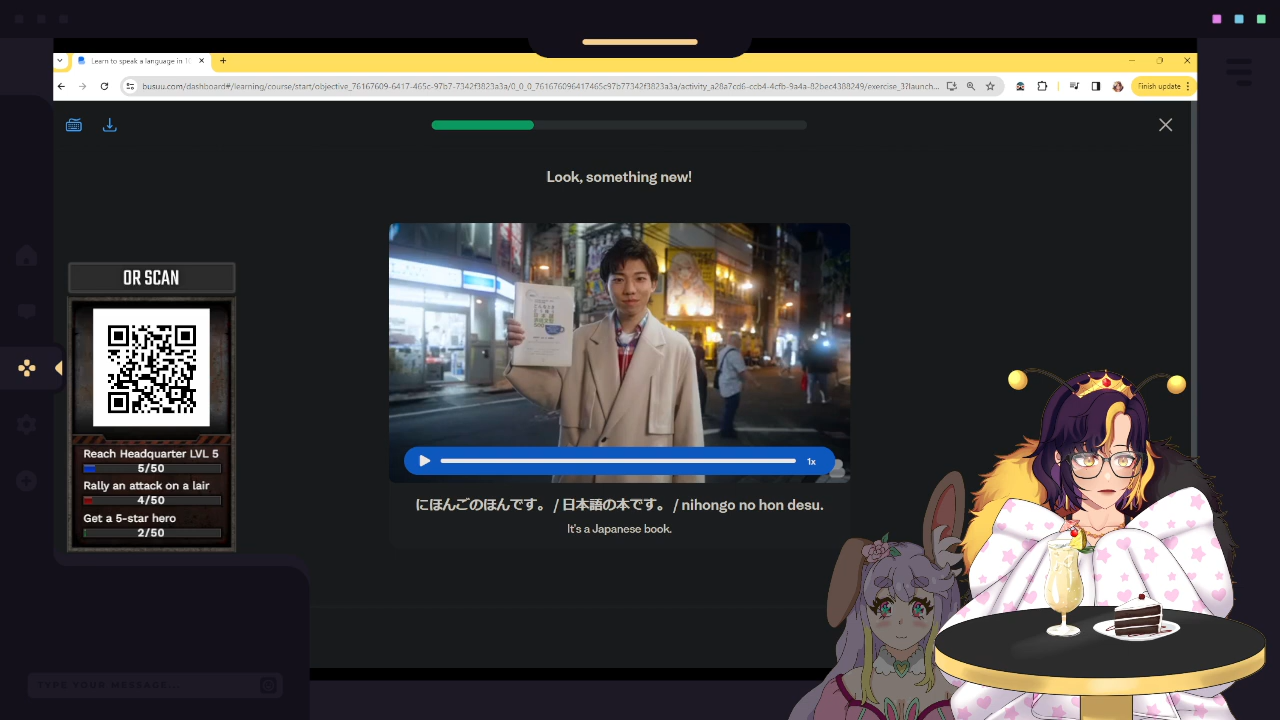 Learn to speak a language in 1
busuu.com/dashboard#/learning/course/start/objective_76167609-6417-465c-97b7-7342f3823a3a/0_0_0_761676096417465c97b77342f3823a3a/activity_a28a7cd6-ccb4-4cfb-9a4a-82bec4388249/exercise_3?launch...
Finish update
Look, something new!
OR SCAN
Reach Headquarter LVL 5
5/50
Rally an attack on a lair
4/50
Get a 5-star hero
2/50
1x
にほんごのほんです。 / 日本語の本です。 / nihongo no hon desu.
It's a Japanese book.
TYPE YOUR MESSAGE...